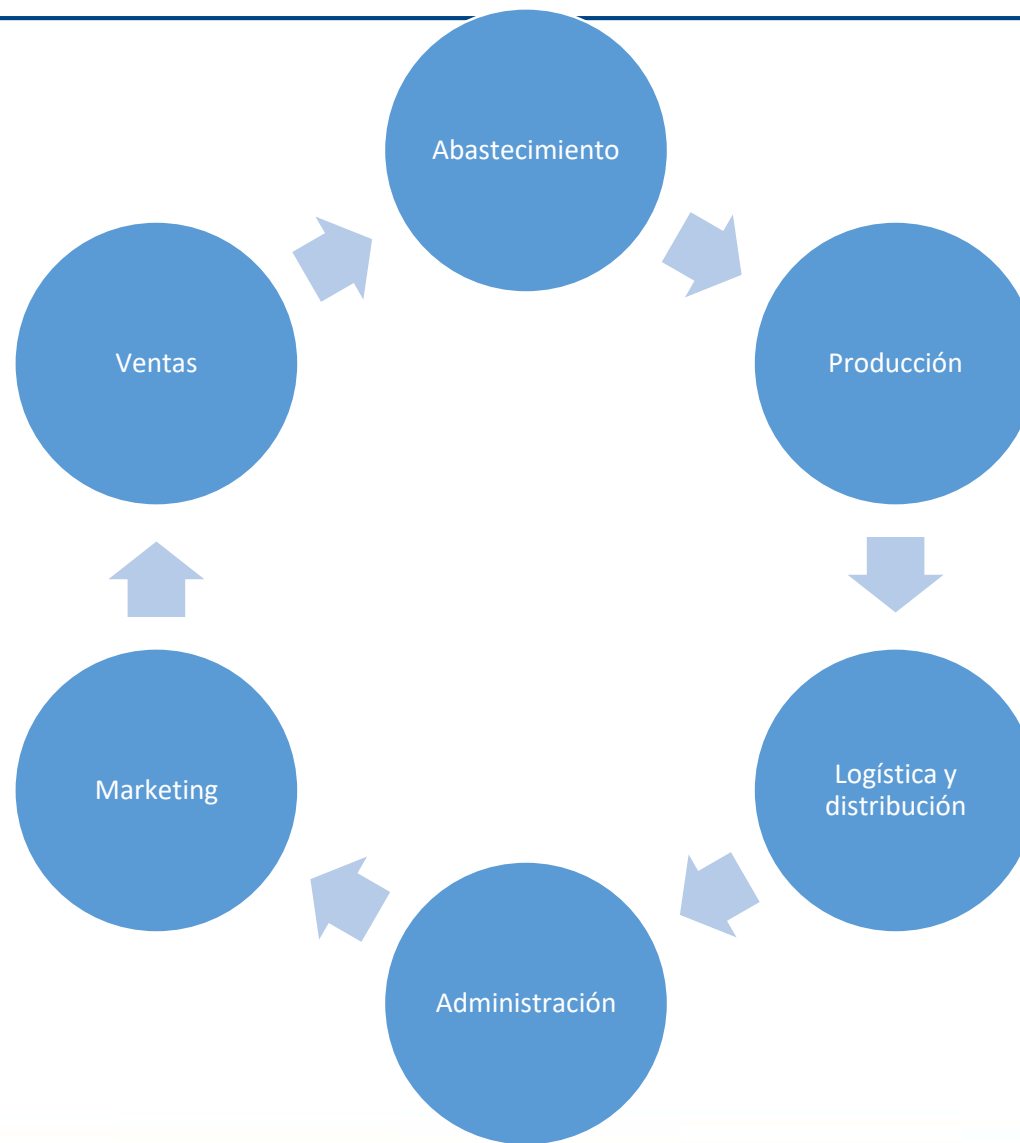 Abastecimiento
Producción
Logística y
distribución
Administración
Marketing
Ventas